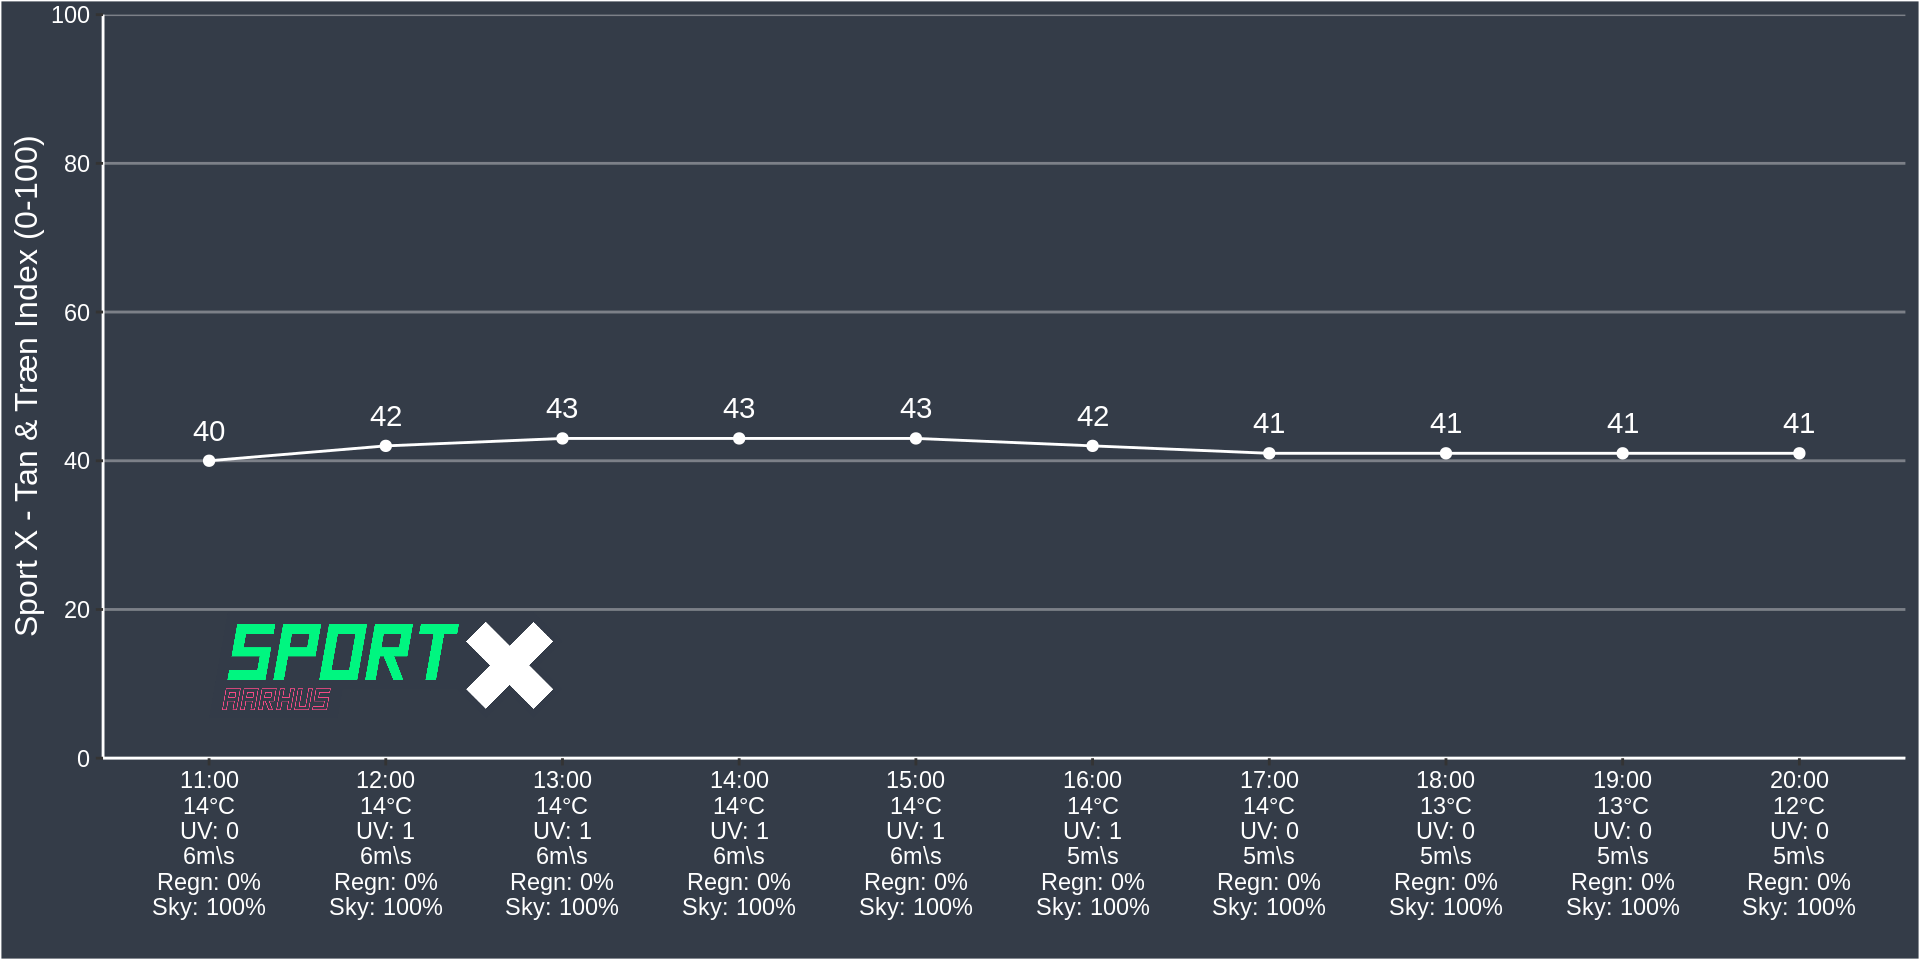 Sport X - Tan & Træn Index (0-100)
100
80
60
40
20
0
40 42 43 43 43 42 41 41 41 41
SPORT X
AARHUS
11:00 12:00 13:00 14:00 15:00 16:00 17:00 18:00 19:00 20:00
14°C 14°C 14°C 14°C 14°C 14°C 14°C 13°C 13°C 12°C
UV: 0 UV: 1 UV: 1 UV: 1 UV: 1 UV: 1 UV: 0 UV: 0 UV: 0 UV: 0
6m\s 6m\s 6m\s 6m\s 6m\s 5m\s 5m\s 5m\s 5m\s 5m\s
Regn: 0% Regn: 0% Regn: 0% Regn: 0% Regn: 0% Regn: 0% Regn: 0% Regn: 0% Regn: 0% Regn: 0%
Sky: 100% Sky: 100% Sky: 100% Sky: 100% Sky: 100% Sky: 100% Sky: 100% Sky: 100% Sky: 100% Sky: 100%